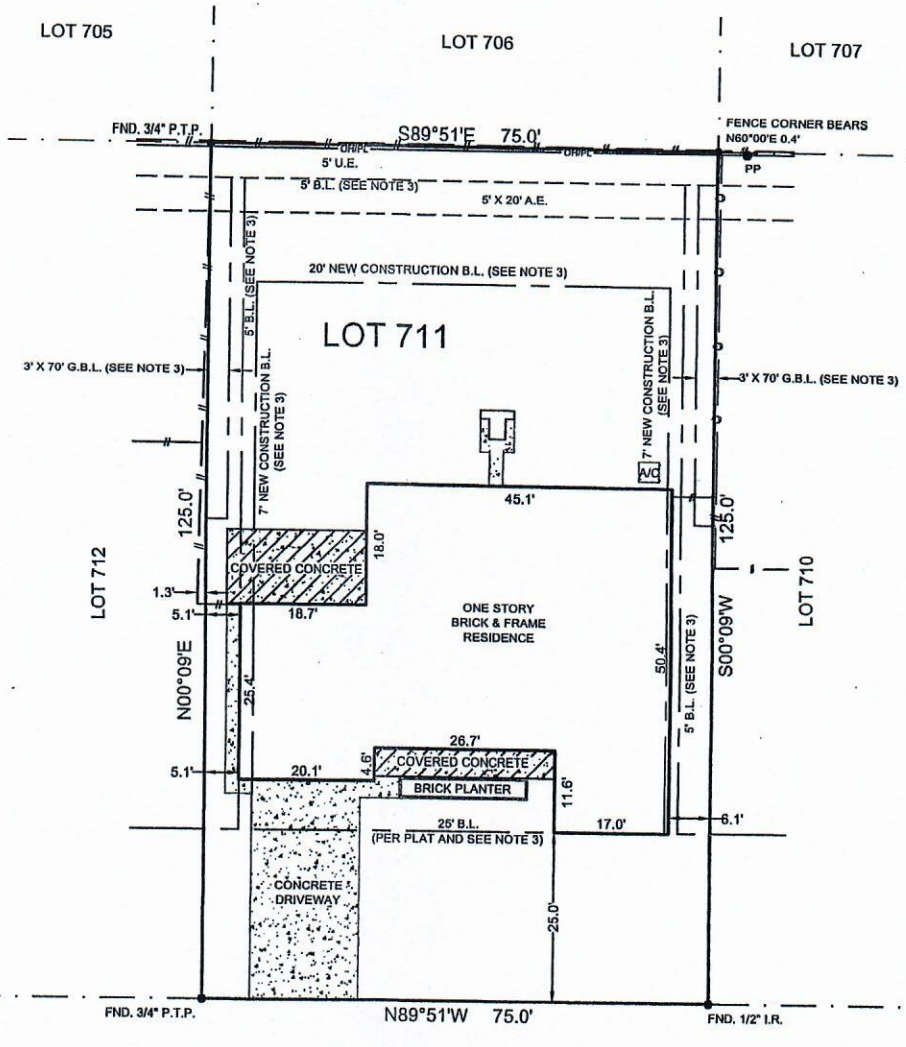 LOT 705
LOT 706
LOT 707
FND. 3/4" P.T.P.
S89°51'E 75.0'
FENCE CORNER BEARS
N60°00'E 0.4'
OH/PL
OH/PL
PP
5' U.E.
5' B.L. (SEE NOTE 3)
5' X 20' A.E.
5' B.L. (SEE NOTE 3)
20' NEW CONSTRUCTION B.L. (SEE NOTE 3)
LOT 711
3' X 70' G.B.L. (SEE NOTE 3)
7' NEW CONSTRUCTION B.L.
(SEE NOTE 3)
7' NEW CONSTRUCTION B.L.
(SEE NOTE 3)
3' X 70' G.B.L. (SEE NOTE 3)
A/C
45.1'
125.0'
125.0'
18.0'
COVERED CONCRETE
LOT 712
LOT 710
1.3'
18.7'
5.1'
ONE STORY
BRICK & FRAME
RESIDENCE
N00°09'E
S00°09'W
25.4'
50.4'
5' B.L. (SEE NOTE 3)
26.7'
5.1'
20.1'
4.6'
COVERED CONCRETE
BRICK PLANTER
11.6'
25' B.L.
(PER PLAT AND SEE NOTE 3)
17.0'
6.1'
CONCRETE
DRIVEWAY
25.0'
FND. 3/4" P.T.P.
N89°51'W 75.0'
FND. 1/2" I.R.